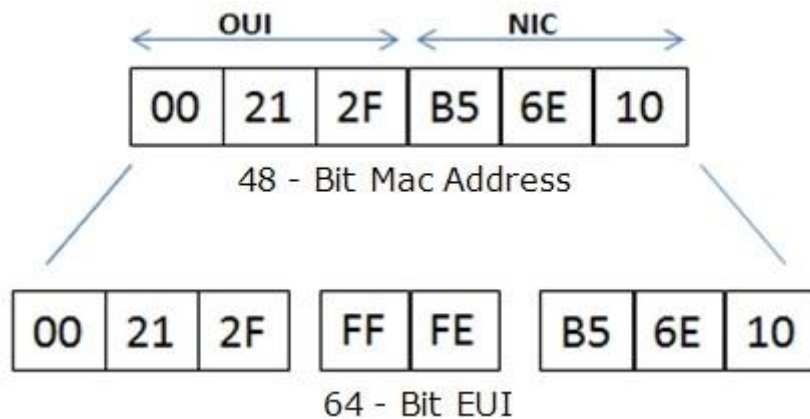 OUI NIC
00 21 2F B5 6E 10
48 - Bit Mac Address
00 21 2F FF FE B5 6E 10
64 - Bit EUI